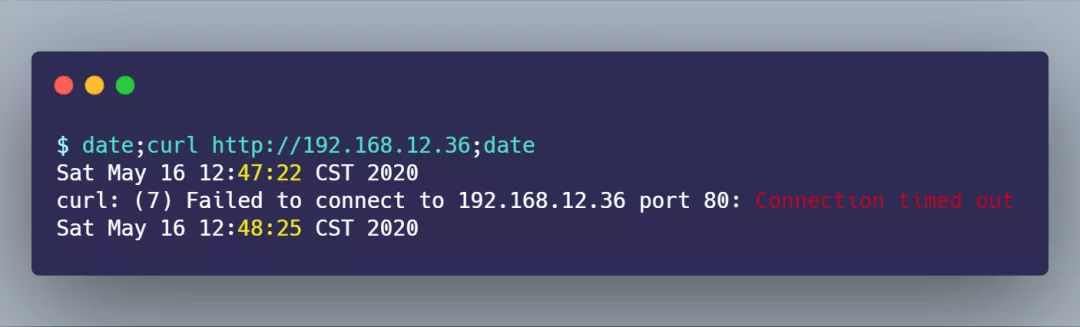 $ date;curl http://192.168.12.36;date
Sat May 16 12:47:22 CST 2020
curl: (7) Failed to connect to 192.168.12.36 port 80: Connection timed out
Sat May 16 12:48:25 CST 2020